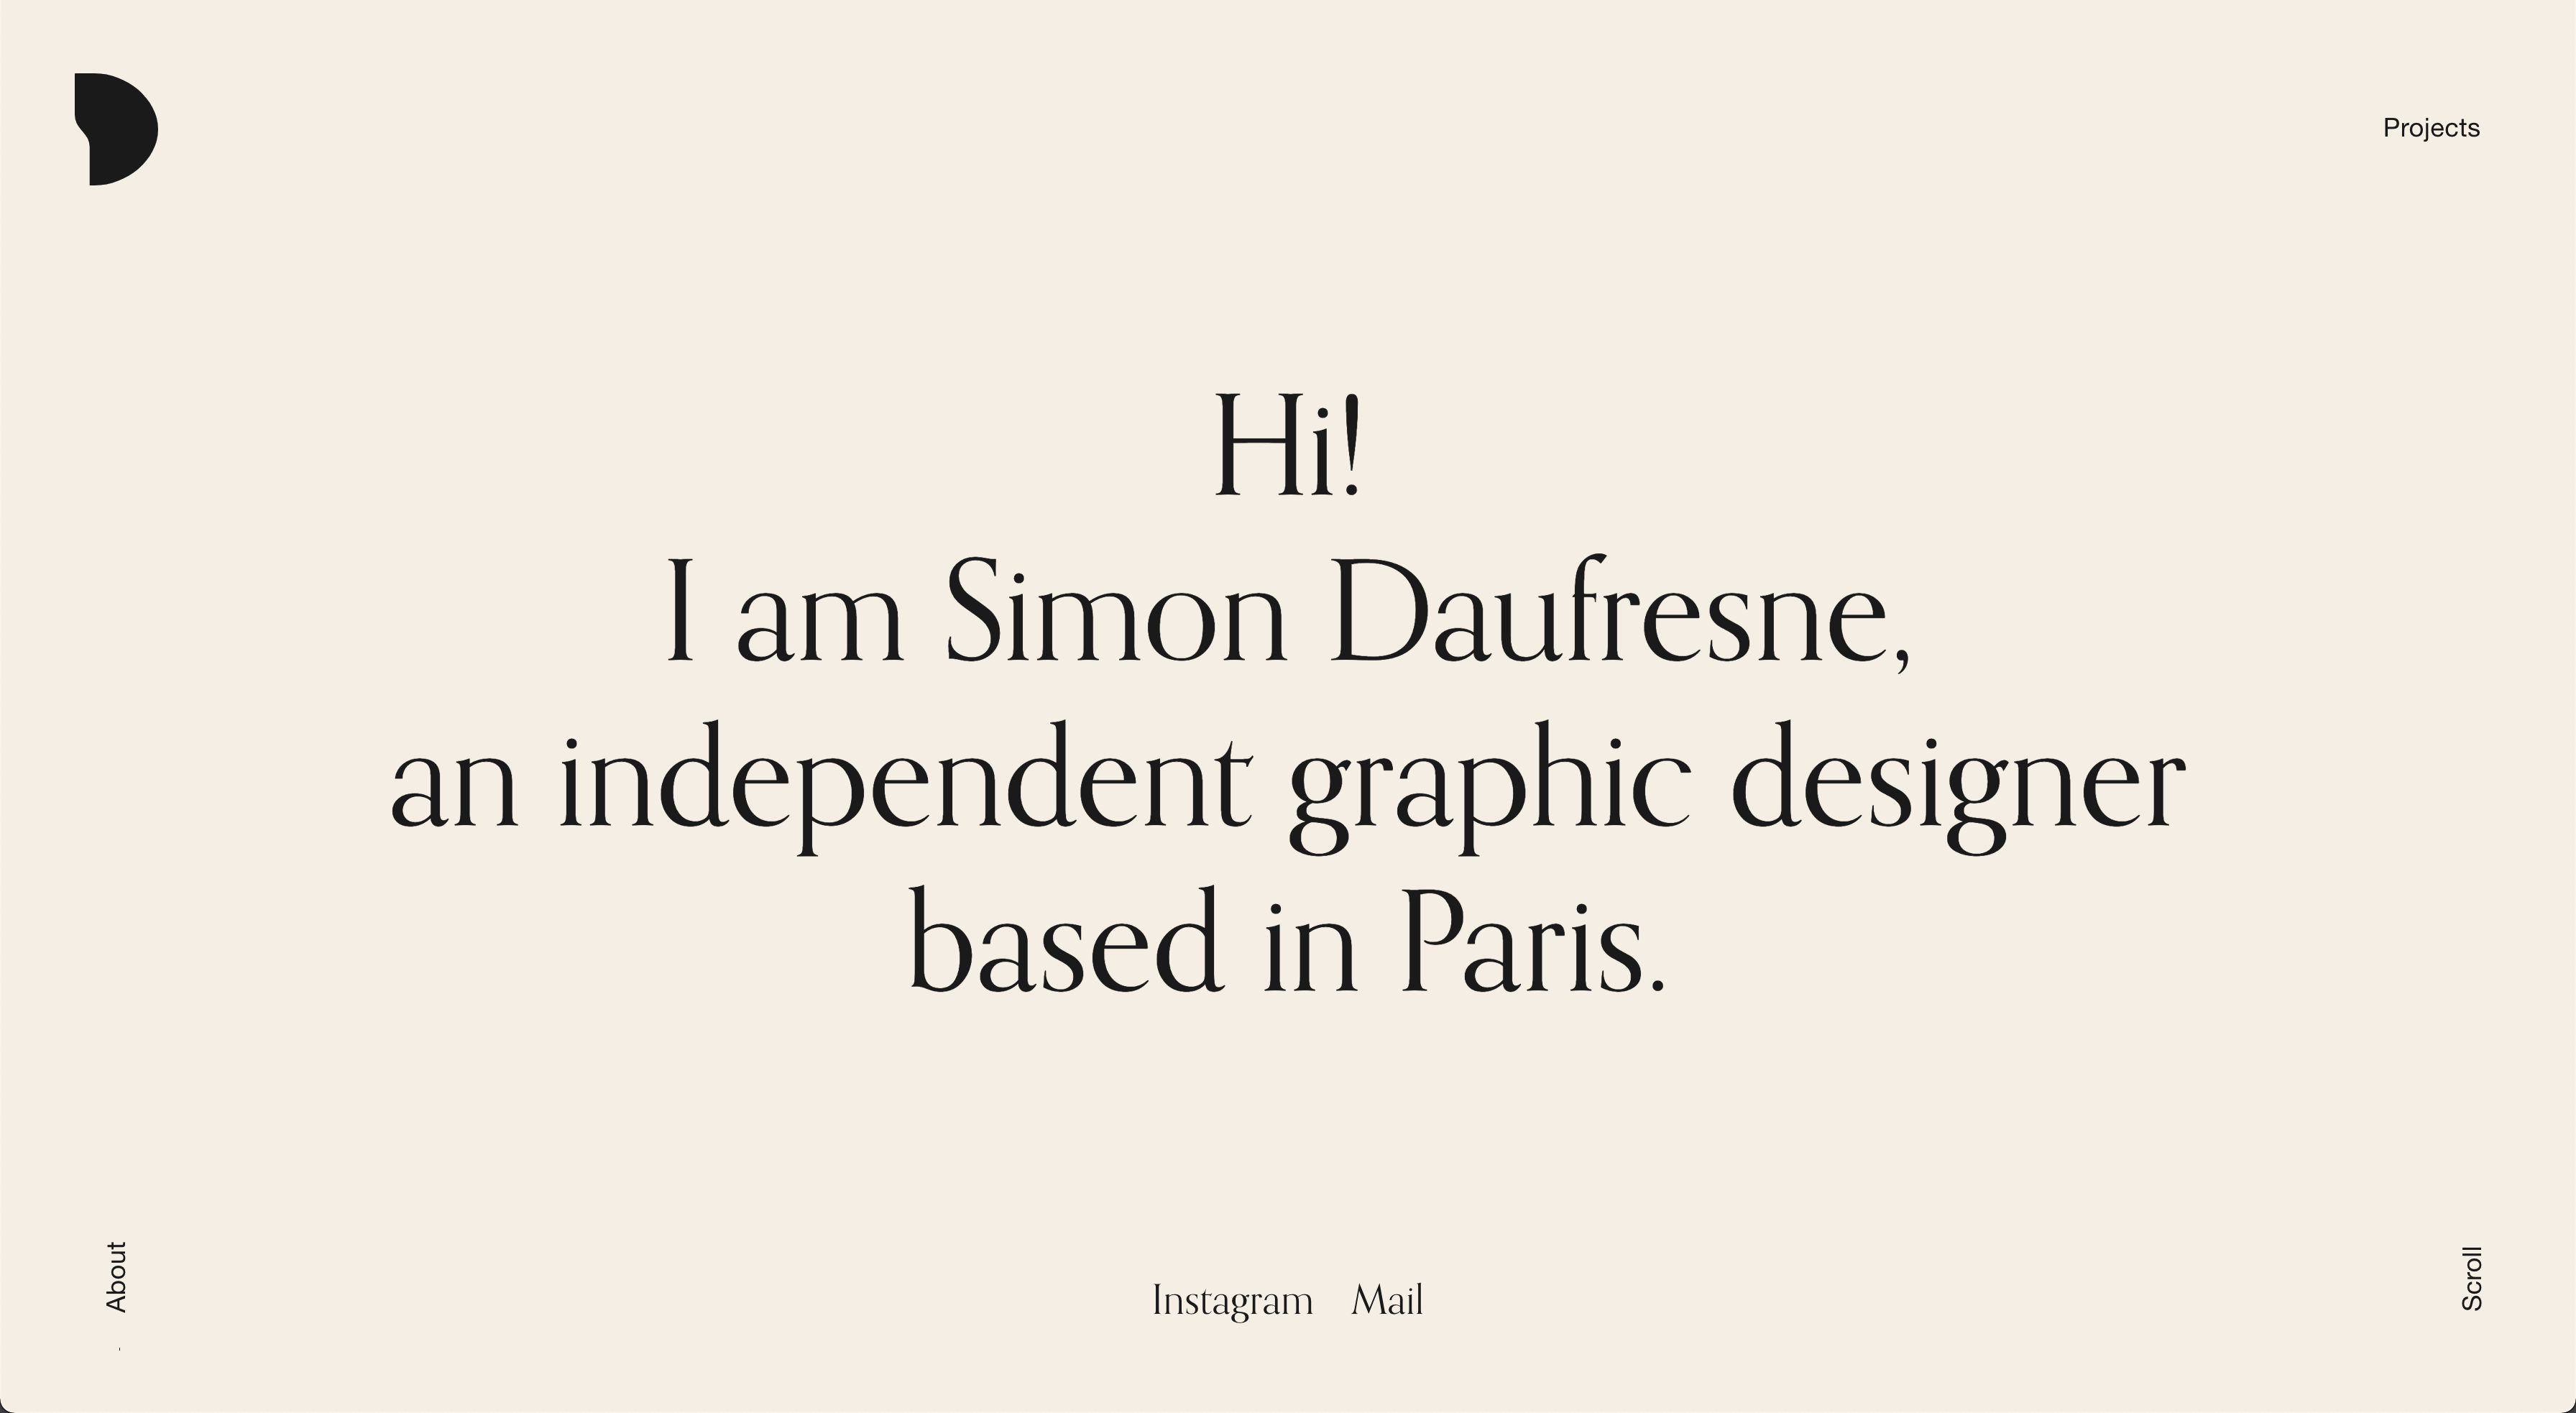 Projects
Hi!
I am Simon Daufresne,
an independent graphic designer
based in Paris.
About
Instagram Mail
Scroll